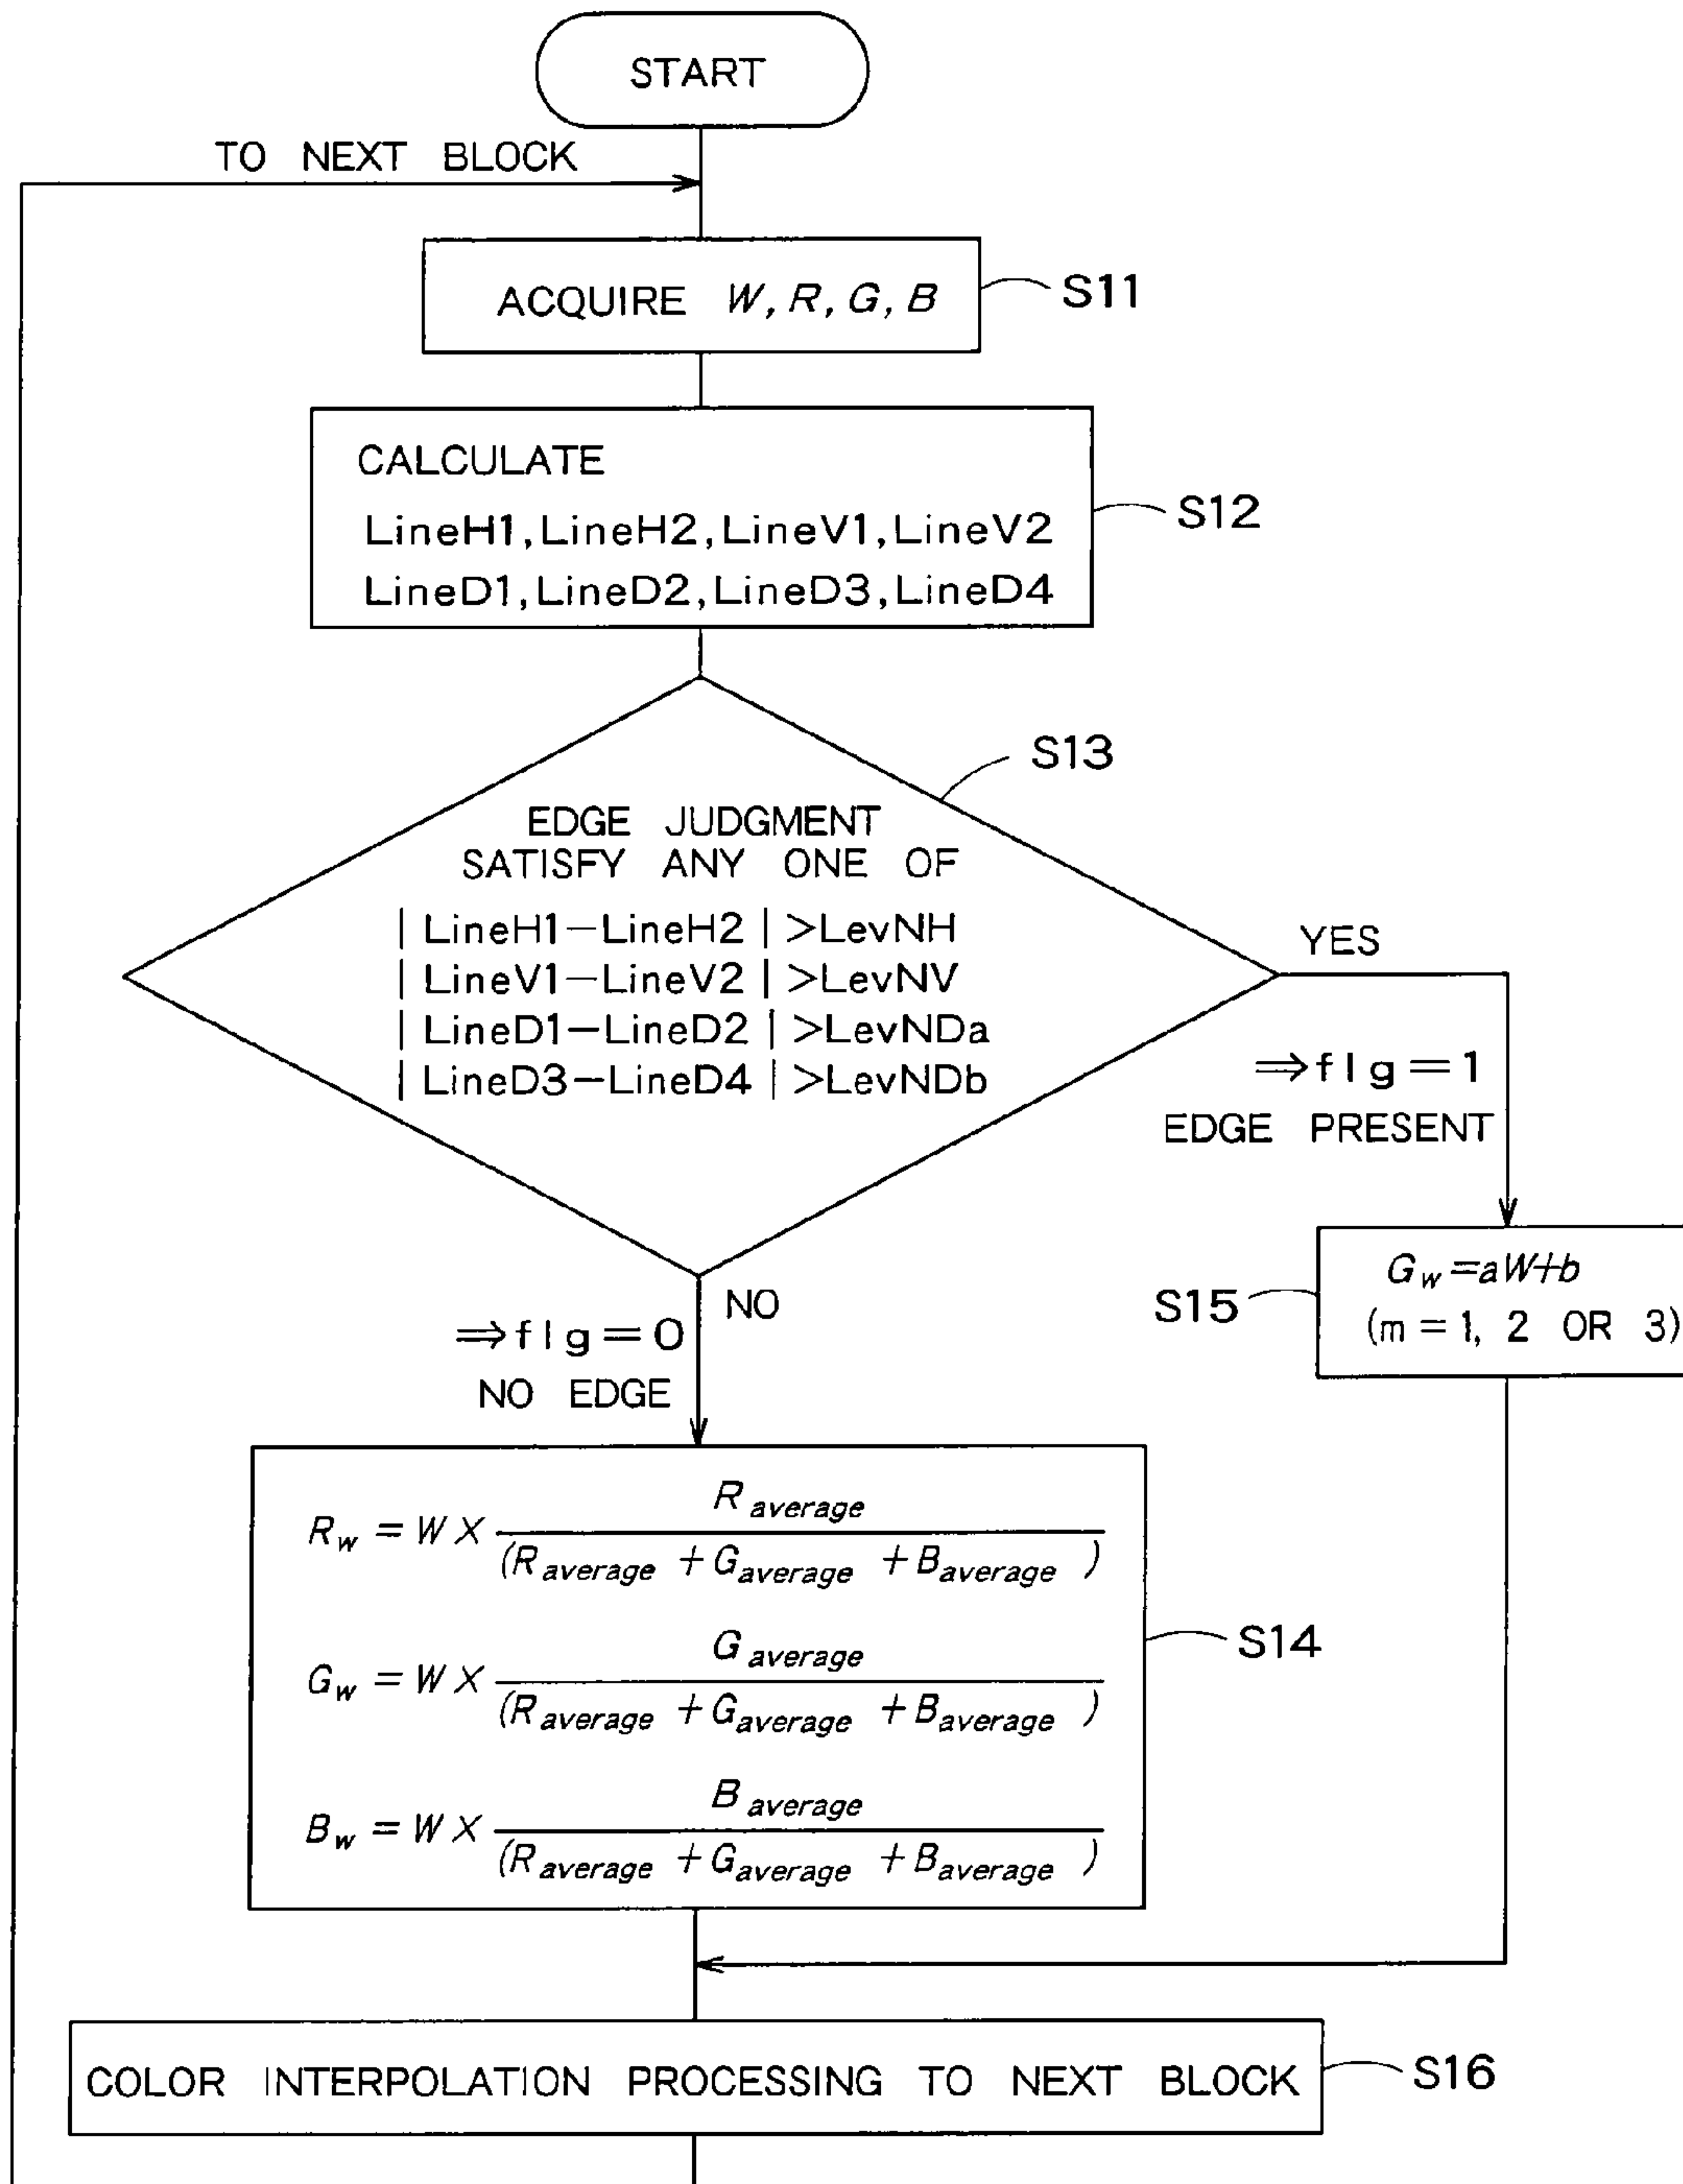 START
TO NEXT BLOCK
ACQUIRE W, R, G, B
S11
CALCULATE
LineH1, LineH2, LineV1, LineV2
LineD1, LineD2, LineD3, LineD4
S12
S13
EDGE JUDGMENT
SATISFY ANY ONE OF
| LineH1−LineH2 | >LevNH
| LineV1−LineV2 | >LevNV
| LineD1−LineD2 | >LevNDa
| LineD3−LineD4 | >LevNDb
YES
⇒flg=1
EDGE PRESENT
G_w=aW+b
(m=1, 2 OR 3)
S15
NO
⇒flg=0
NO EDGE
R_w = W × R_average / (R_average + G_average + B_average)
G_w = W × G_average / (R_average + G_average + B_average)
B_w = W × B_average / (R_average + G_average + B_average)
S14
COLOR INTERPOLATION PROCESSING TO NEXT BLOCK
S16